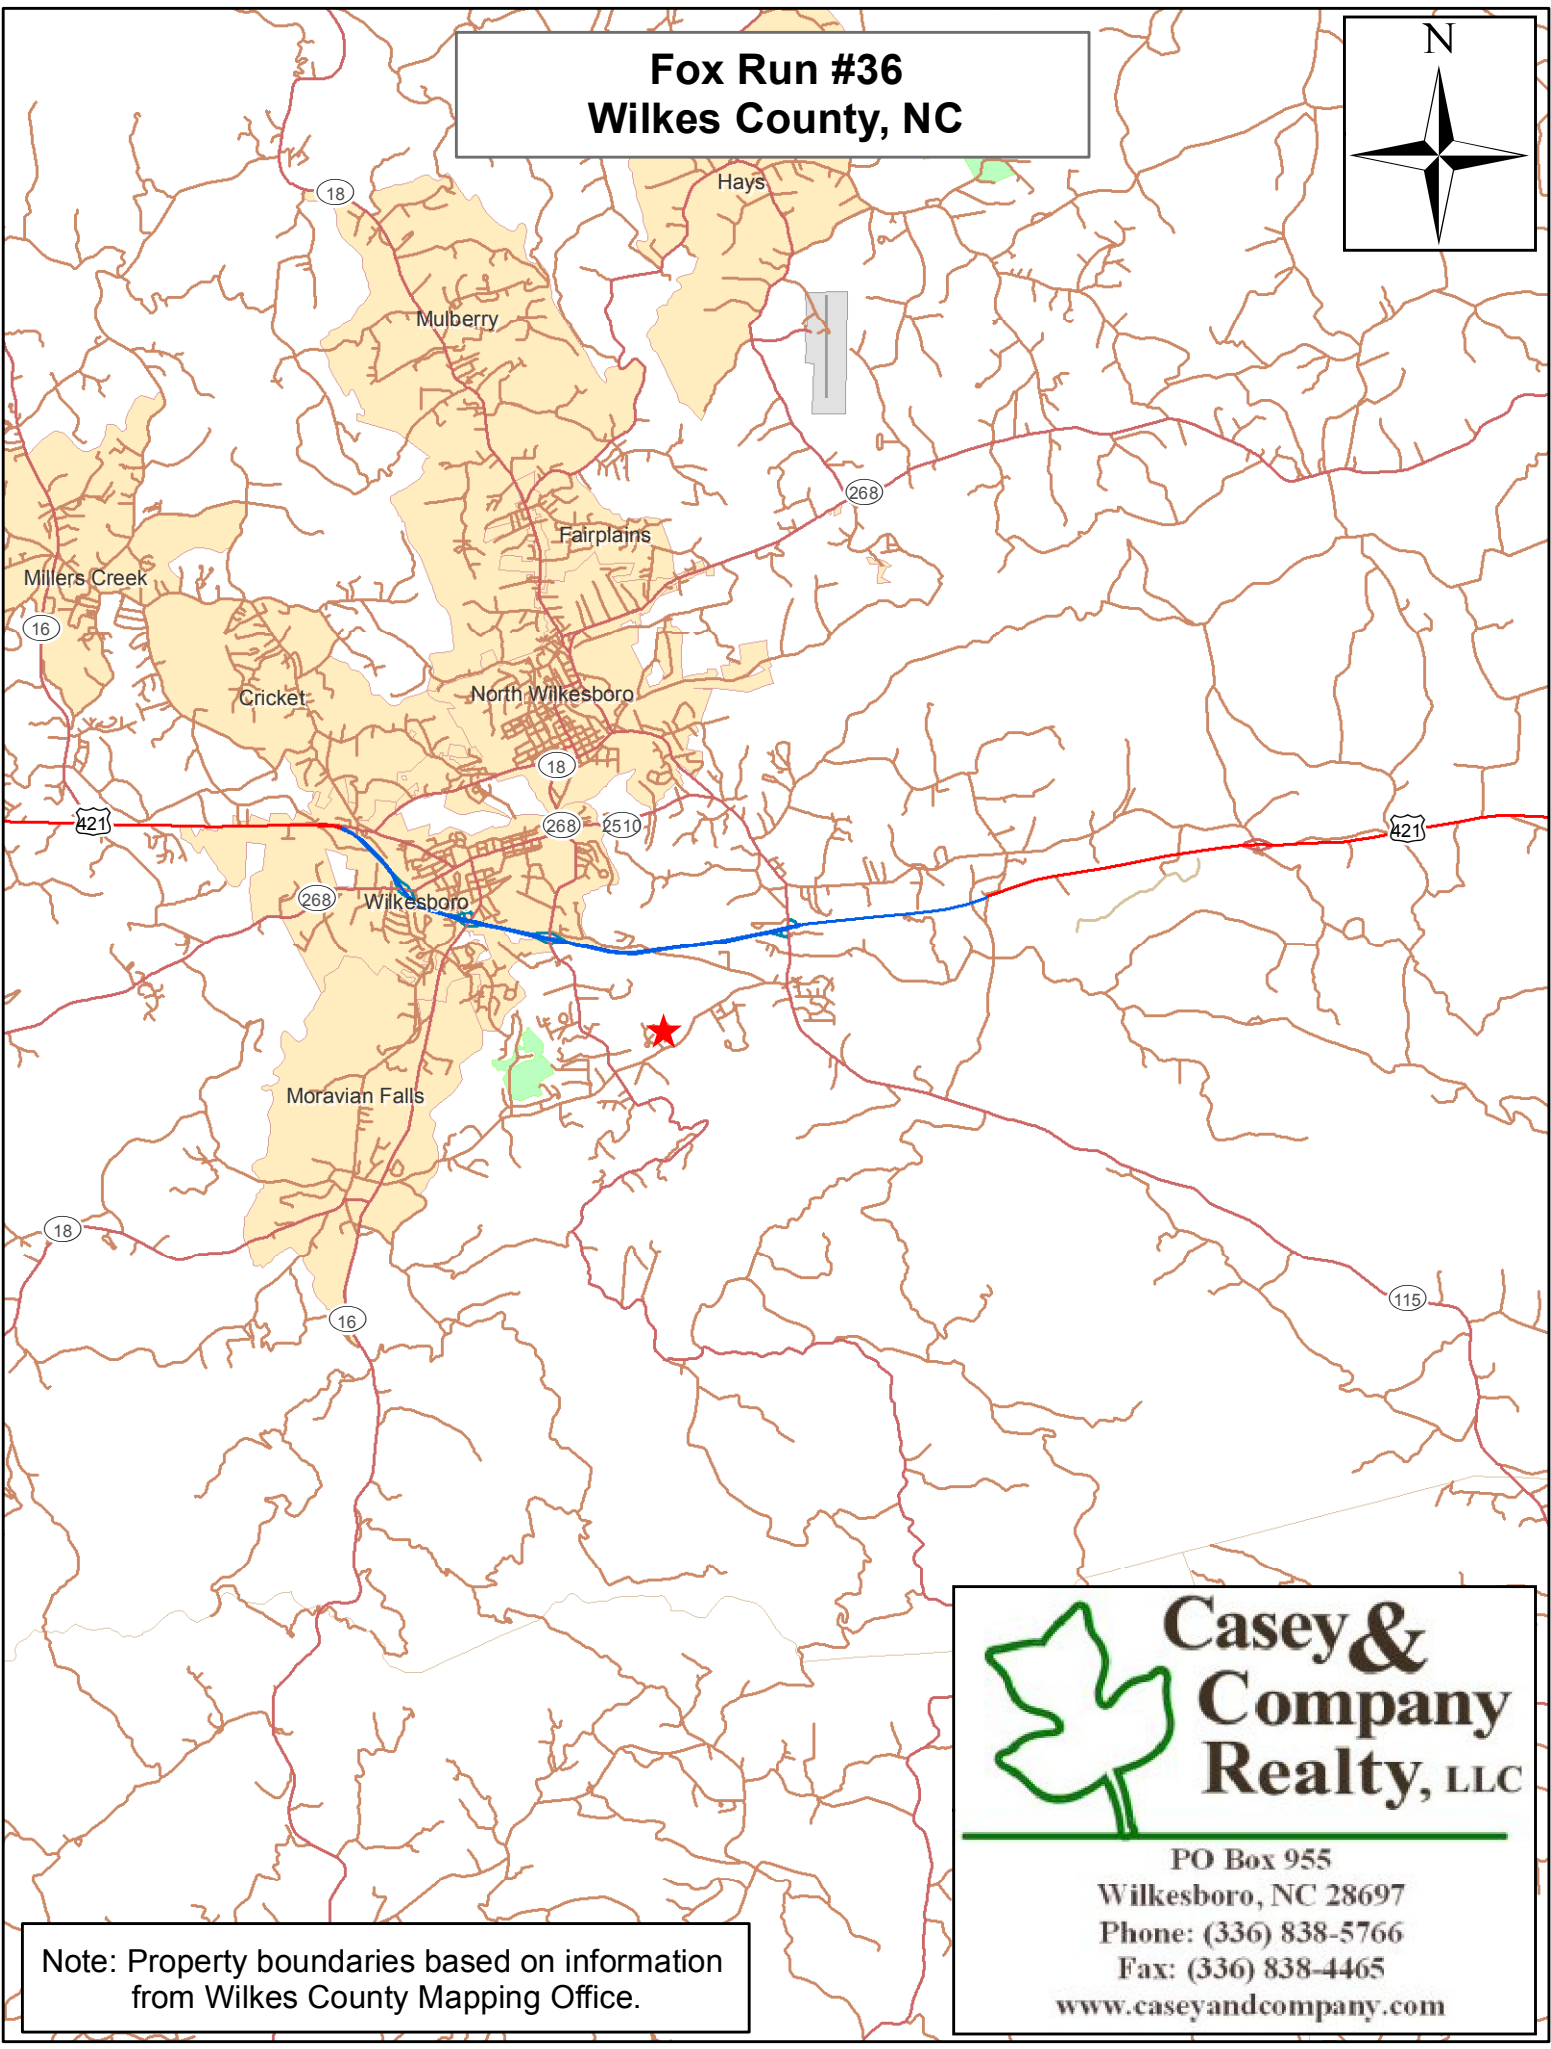 Fox Run #36
Wilkes County, NC
N
Hays
18
Mulberry
268
Fairplains
Millers Creek
16
Cricket
North Wilkesboro
18
421
268
2510
421
268
Wilkesboro
Moravian Falls
18
16
115
Casey &
Company
Realty, LLC
PO Box 955
Wilkesboro, NC 28697
Phone: (336) 838-5766
Fax: (336) 838-4465
www.caseyandcompany.com
Note: Property boundaries based on information
from Wilkes County Mapping Office.